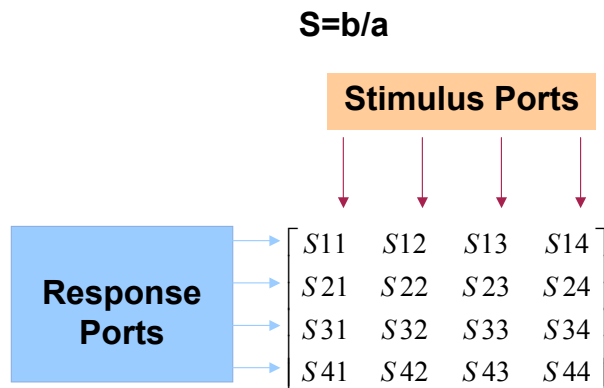 S=b/a
Stimulus Ports
Response
Ports
S11 S12 S13 S14
S21 S22 S23 S24
S31 S32 S33 S34
S41 S42 S43 S44